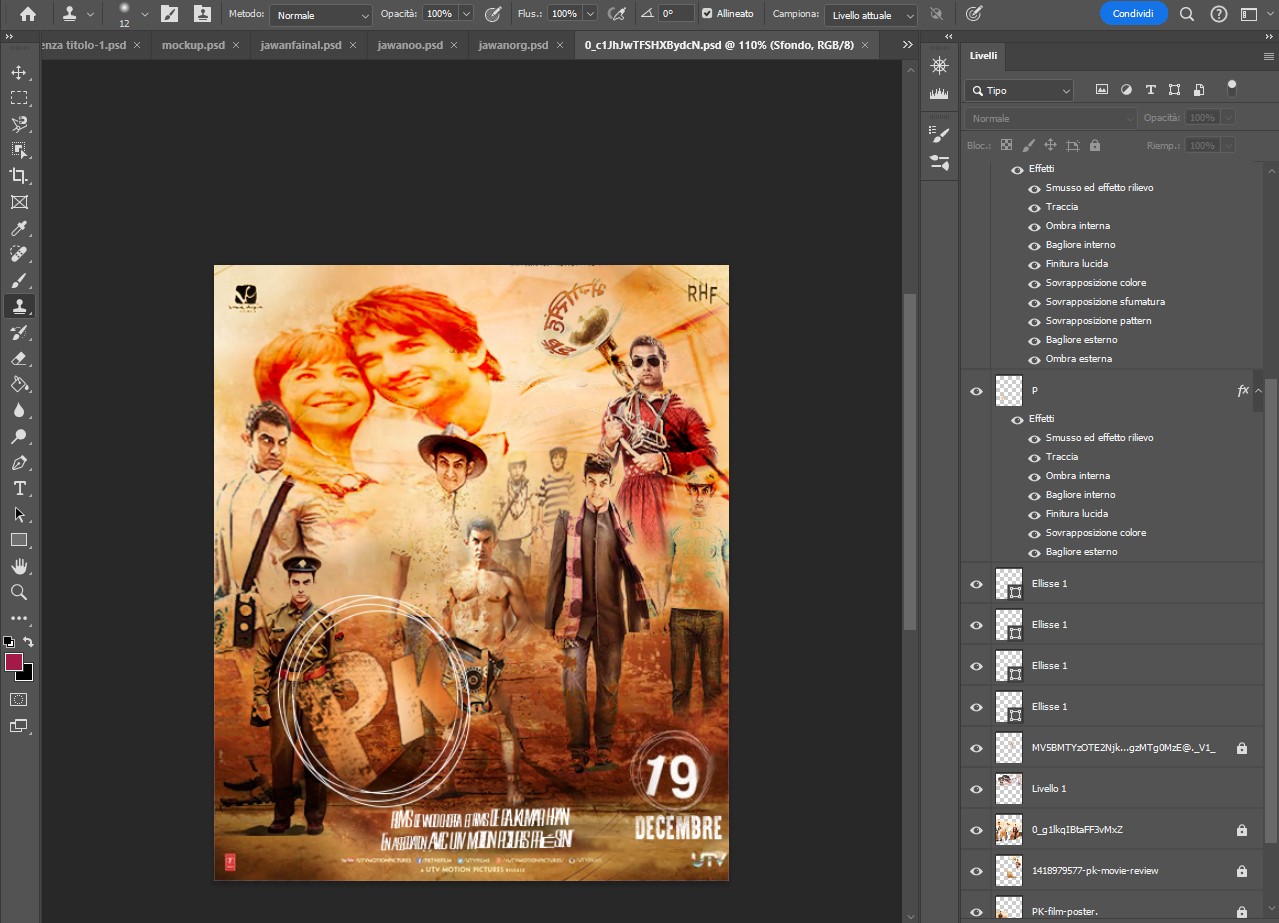 12
Metodo: Normale Opacità: 100% Flus.: 100% 0° Allineato Campiona: Livello attuale Condividi
enza titolo-1.psd × mockup.psd × jawanfainal.psd × jawanoo.psd × jawanorg.psd × 0_c1JhJwTFSHXBydcN.psd @ 110% (Sfondo, RGB/8) ×
Livelli
Tipo
Normale Opacità: 100%
Bloc.: Riemp.: 100%
Effetti
Smusso ed effetto rilievo
Traccia
Ombra interna
Bagliore interno
Finitura lucida
Sovrapposizione colore
Sovrapposizione sfumatura
Sovrapposizione pattern
Bagliore esterno
Ombra esterna
P fx
Effetti
Smusso ed effetto rilievo
Traccia
Ombra interna
Bagliore interno
Finitura lucida
Sovrapposizione colore
Bagliore esterno
Ellisse 1
Ellisse 1
Ellisse 1
Ellisse 1
MV5BMTYzOTE2Njk...gzMTg0MzE@._V1_
Livello 1
0_g1lkqIBtaFF3vMxZ
1418979577-pk-movie-review
PK-film-poster.
RHF
PK
19
DECEMBRE
UTV
A UTV MOTION PICTURES RELEASE